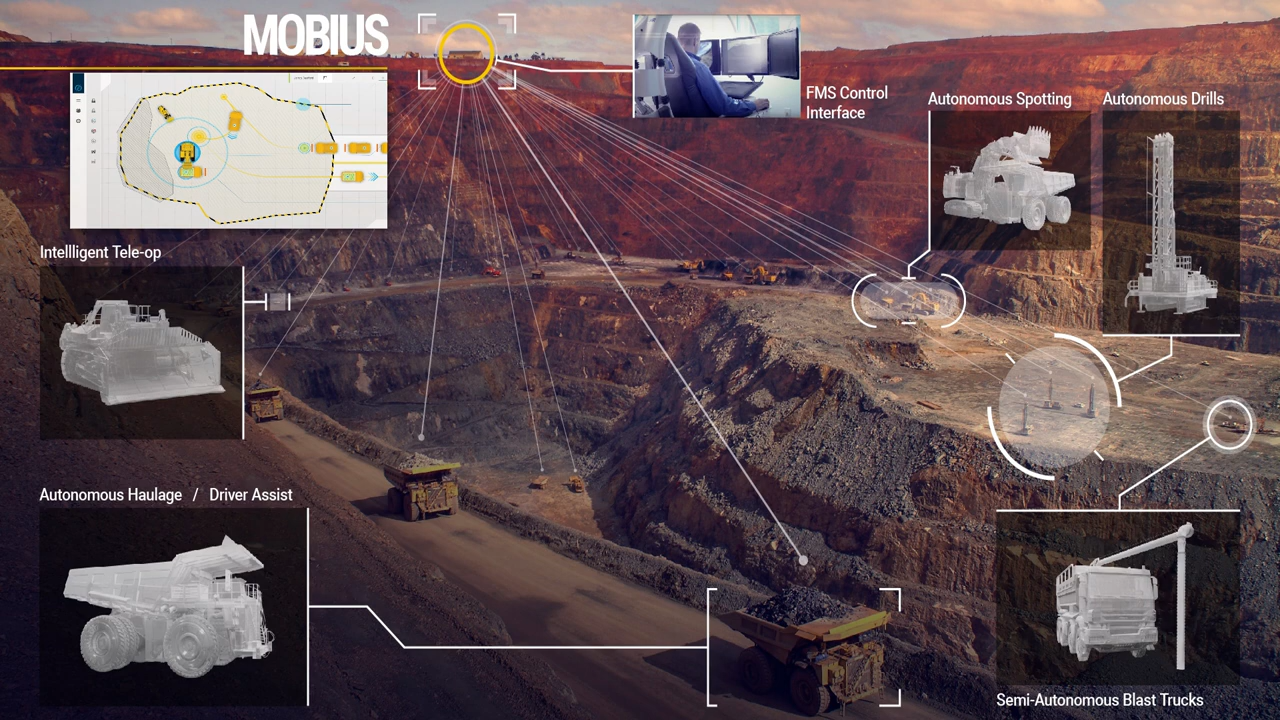 MOBIUS
FMS Control
Interface
Autonomous Spotting
Autonomous Drills
Intellligent Tele-op
Autonomous Haulage / Driver Assist
Semi-Autonomous Blast Trucks